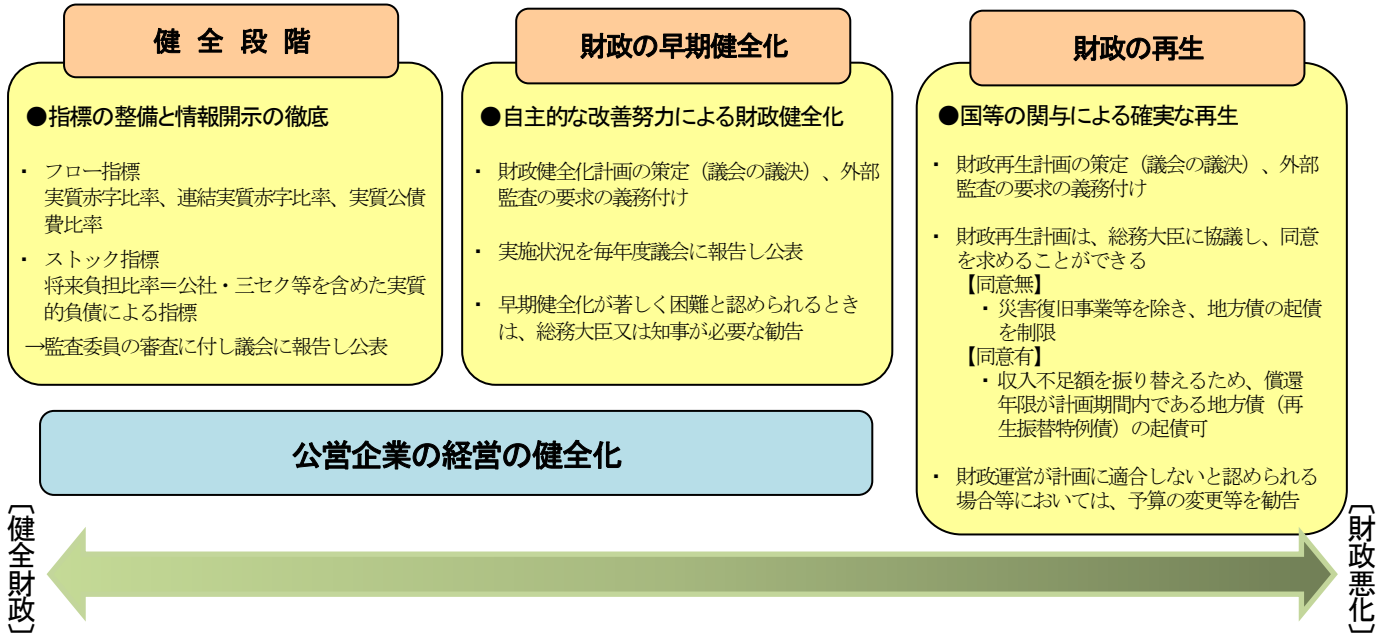 健全段階
●指標の整備と情報開示の徹底
・ フロー指標
実質赤字比率、連結実質赤字比率、実質公債
費比率
・ ストック指標
将来負担比率＝公社・三セク等を含めた実質
的負債による指標
→監査委員の審査に付し議会に報告し公表
財政の早期健全化
●自主的な改善努力による財政健全化
・ 財政健全化計画の策定（議会の議決）、外部
監査の要求の義務付け
・ 実施状況を毎年度議会に報告し公表
・ 早期健全化が著しく困難と認められるとき
は、総務大臣又は知事が必要な勧告
財政の再生
●国等の関与による確実な再生
・ 財政再生計画の策定（議会の議決）、外部
監査の要求の義務付け
・ 財政再生計画は、総務大臣に協議し、同意
を求めることができる
【同意無】
・災害復旧事業等を除き、地方債の起債
を制限
【同意有】
・収入不足額を振り替えるため、償還
年限が計画期間内である地方債（再
生振替特例債）の起債可
・ 財政運営が計画に適合しないと認められる
場合等においては、予算の変更等を勧告
公営企業の経営の健全化
〔健全財政〕
〔財政悪化〕